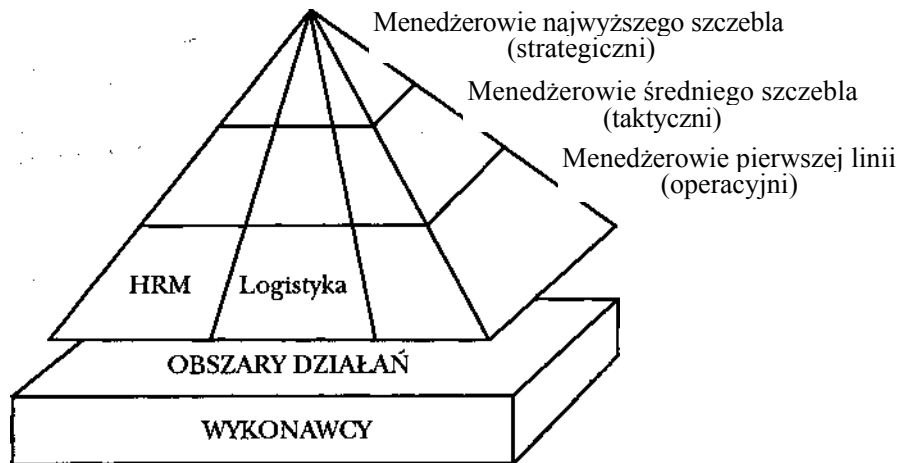 Menedżerowie najwyższego szczebla
(strategiczni)
Menedżerowie średniego szczebla
(taktyczni)
Menedżerowie pierwszej linii
(operacyjni)
HRM
Logistyka
OBSZARY DZIAŁAŃ
WYKONAWCY